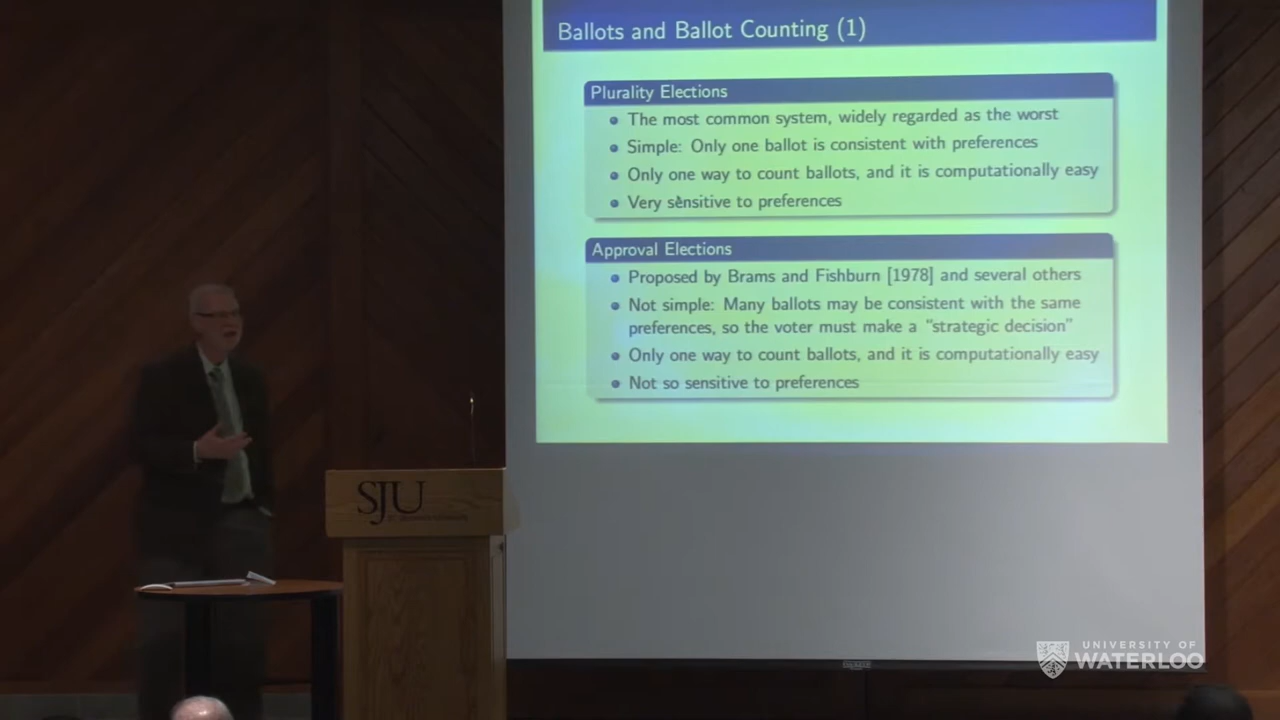 Ballots and Ballot Counting (1)
Plurality Elections
The most common system, widely regarded as the worst
Simple: Only one ballot is consistent with preferences
Only one way to count ballots, and it is computationally easy
Very sensitive to preferences
Approval Elections
Proposed by Brams and Fishburn [1978] and several others
Not simple: Many ballots may be consistent with the same
preferences, so the voter must make a "strategic decision"
Only one way to count ballots, and it is computationally easy
Not so sensitive to preferences
SJU
UNIVERSITY OF
WATERLOO